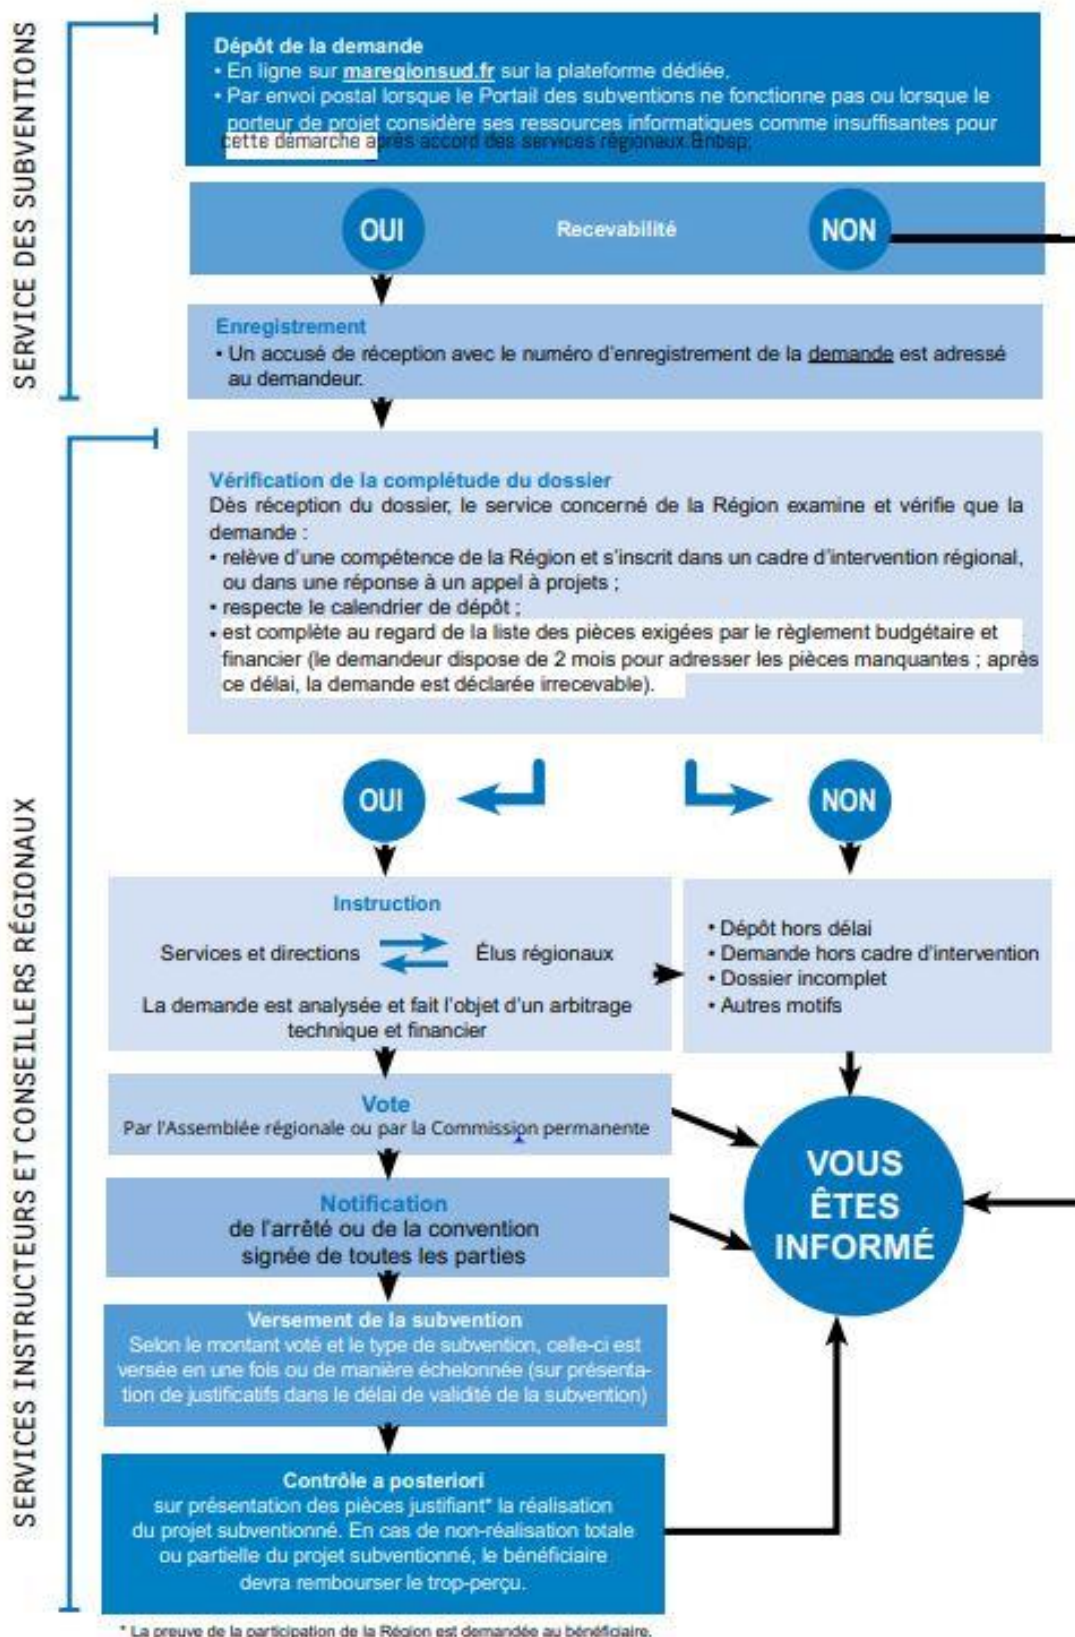 SERVICE DES SUBVENTIONS
Dépôt de la demande
• En ligne sur maregionsud.fr sur la plateforme dédiée.
• Par envoi postal lorsque le Portail des subventions ne fonctionne pas ou lorsque le
porteur de projet considère ses ressources informatiques comme insuffisantes pour
cette démarche après accord des services régionaux.&nbsp;
OUI
Recevabilité
NON
Enregistrement
• Un accusé de réception avec le numéro d'enregistrement de la demande est adressé
au demandeur.
SERVICES INSTRUCTEURS ET CONSEILLERS RÉGIONAUX
Vérification de la complétude du dossier
Dès réception du dossier, le service concerné de la Région examine et vérifie que la
demande :
• relève d'une compétence de la Région et s'inscrit dans un cadre d'intervention régional,
ou dans une réponse à un appel à projets ;
• respecte le calendrier de dépôt ;
• est complète au regard de la liste des pièces exigées par le règlement budgétaire et
financier (le demandeur dispose de 2 mois pour adresser les pièces manquantes ; après
ce délai, la demande est déclarée irrecevable).
OUI
NON
Instruction
Services et directions
Élus régionaux
La demande est analysée et fait l'objet d'un arbitrage
technique et financier
• Dépôt hors délai
• Demande hors cadre d'intervention
• Dossier incomplet
• Autres motifs
Vote
Par l'Assemblée régionale ou par la Commission permanente
Notification
de l'arrêté ou de la convention
signée de toutes les parties
VOUS
ÊTES
INFORMÉ
Versement de la subvention
Selon le montant voté et le type de subvention, celle-ci est
versée en une fois ou de manière échelonnée (sur présenta-
tion de justificatifs dans le délai de validité de la subvention)
Contrôle a posteriori
sur présentation des pièces justifiant* la réalisation
du projet subventionné. En cas de non-réalisation totale
ou partielle du projet subventionné, le bénéficiaire
devra rembourser le trop-perçu.
* La preuve de la participation de la Région est demandée au bénéficiaire.